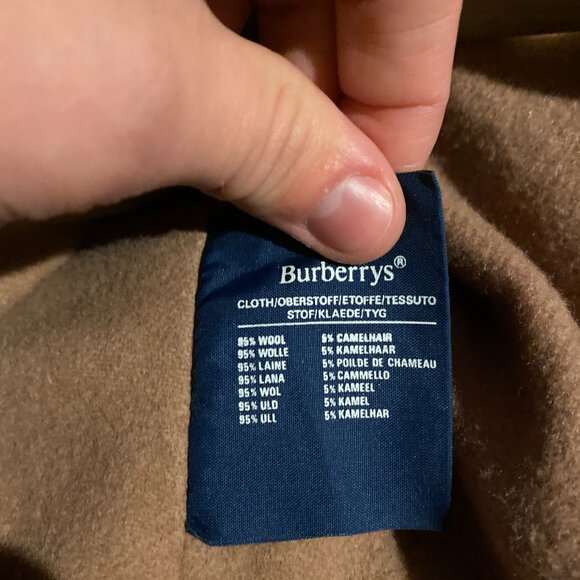 Burberrys®
CLOTH/OBERSTOFF/ETOFFE/TESSUTO
STOF/KLAEDE/TYG
95% WOOL 5% CAMELHAIR
95% WOLLE 5% KAMELHAAR
95% LAINE 5% POILDE DE CHAMEAU
95% LANA 5% CAMMELLO
95% WOL 5% KAMEEL
95% ULD 5% KAMEL
95% ULL 5% KAMELHAR